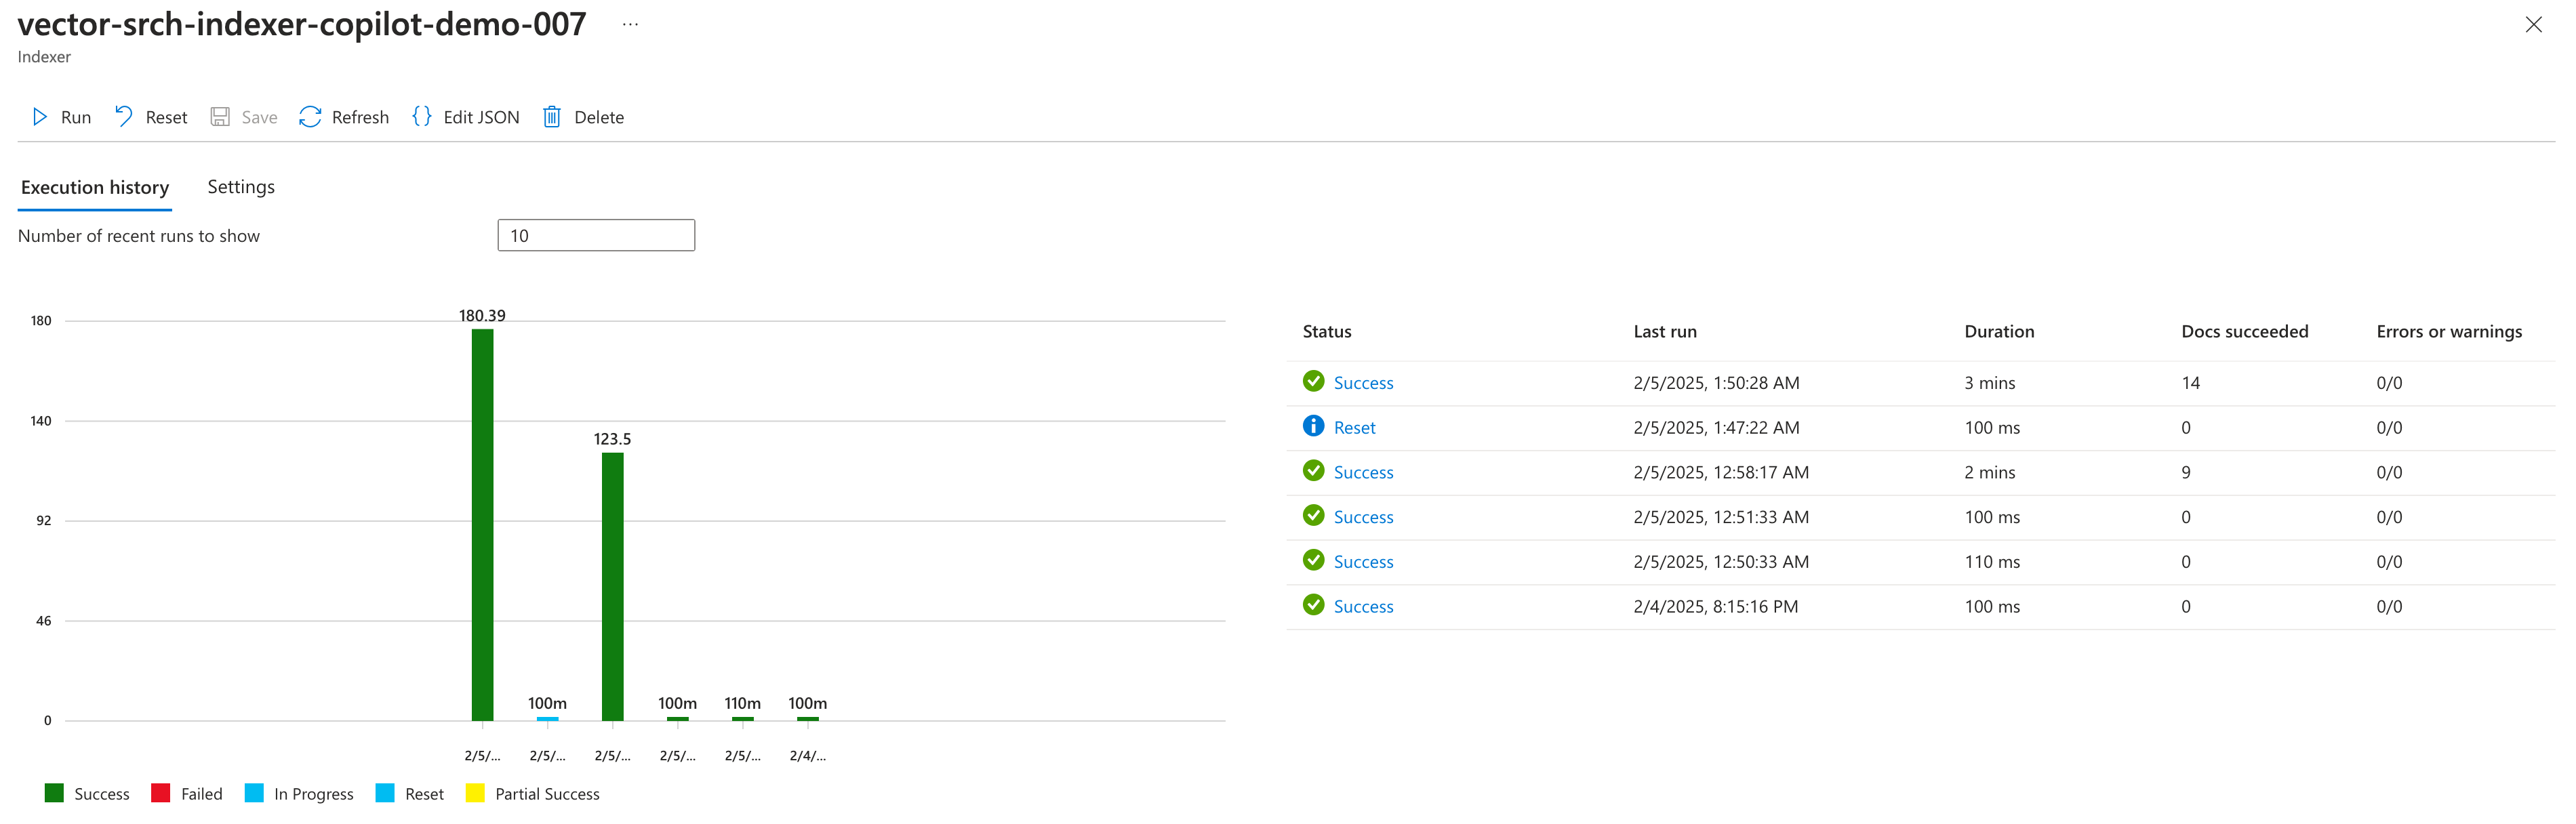 vector-srch-indexer-copilot-demo-007 ...
Indexer
Run Reset Save Refresh Edit JSON Delete
Execution history Settings
Number of recent runs to show 10
180
140
92
46
0
180.39
100m
123.5
100m
110m
100m
2/5/... 2/5/... 2/5/... 2/5/... 2/5/... 2/4/...
Success Failed In Progress Reset Partial Success
Status Last run Duration Docs succeeded Errors or warnings
Success 2/5/2025, 1:50:28 AM 3 mins 14 0/0
Reset 2/5/2025, 1:47:22 AM 100 ms 0 0/0
Success 2/5/2025, 12:58:17 AM 2 mins 9 0/0
Success 2/5/2025, 12:51:33 AM 100 ms 0 0/0
Success 2/5/2025, 12:50:33 AM 110 ms 0 0/0
Success 2/4/2025, 8:15:16 PM 100 ms 0 0/0